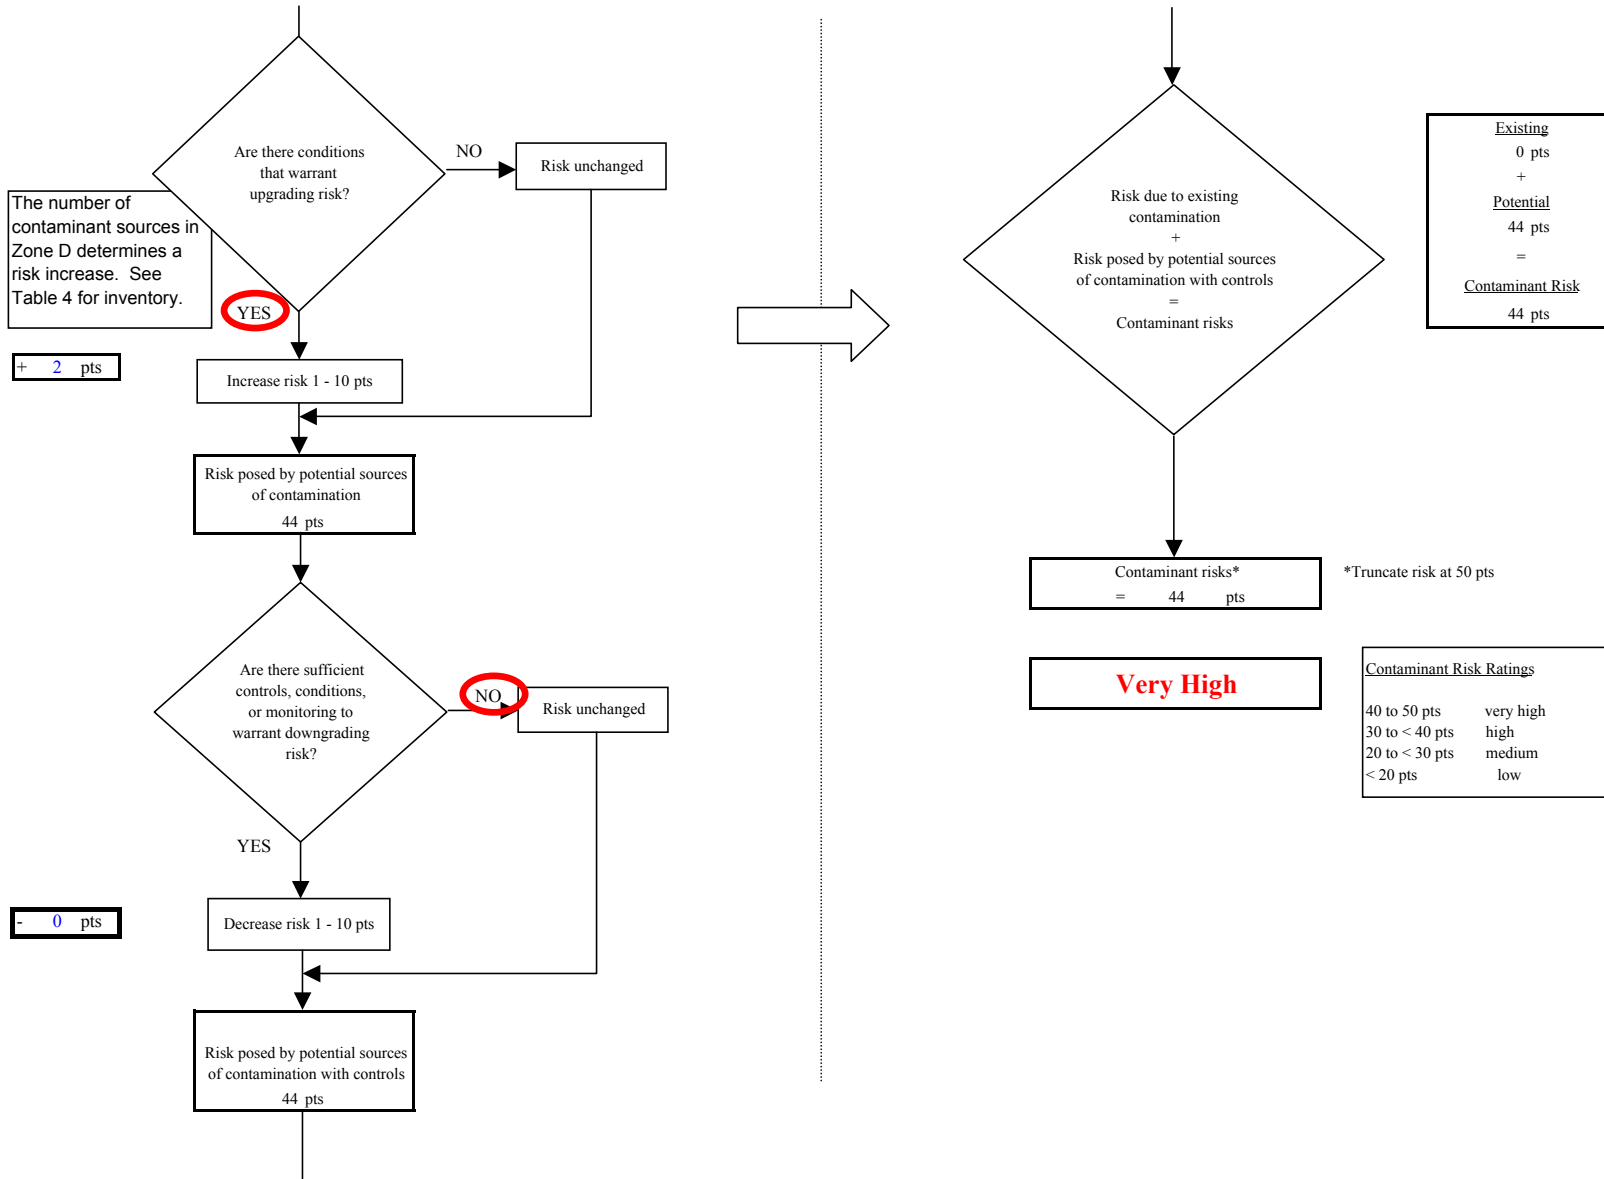 Are there conditions
that warrant
upgrading risk?
NO
Risk unchanged
The number of
contaminant sources in
Zone D determines a
risk increase.  See
Table 4 for inventory.
YES
+ 2 pts
Increase risk 1 - 10 pts
Risk posed by potential sources
of contamination
44 pts
Are there sufficient
controls, conditions,
or monitoring to
warrant downgrading
risk?
NO
Risk unchanged
YES
- 0 pts
Decrease risk 1 - 10 pts
Risk posed by potential sources
of contamination with controls
44 pts
Risk due to existing
contamination
+
Risk posed by potential sources
of contamination with controls
=
Contaminant risks
Existing
0 pts
+
Potential
44 pts
=
Contaminant Risk
44 pts
Contaminant risks*
= 44 pts
*Truncate risk at 50 pts
Very High
Contaminant Risk Ratings
40 to 50 pts very high
30 to < 40 pts high
20 to < 30 pts medium
< 20 pts low